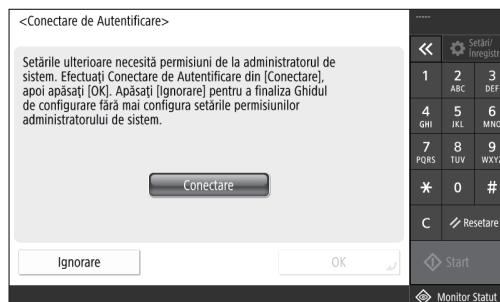 <Conectare de Autentificare>
Setările ulterioare necesită permisiuni de la administratorul de
sistem. Efectuaţi Conectare de Autentificare din [Conectare],
apoi apăsaţi [OK]. Apăsaţi [Ignorare] pentru a finaliza Ghidul
de configurare fără mai configura setările permisiunilor
administratorului de sistem.
Conectare
Ignorare
OK
-----
Setări/
Înregistr
1 2 3
ABC DEF
4 5 6
GHI JKL MNO
7 8 9
PQRS TUV WXYZ
* 0 #
C Resetare
Start
Monitor Statut